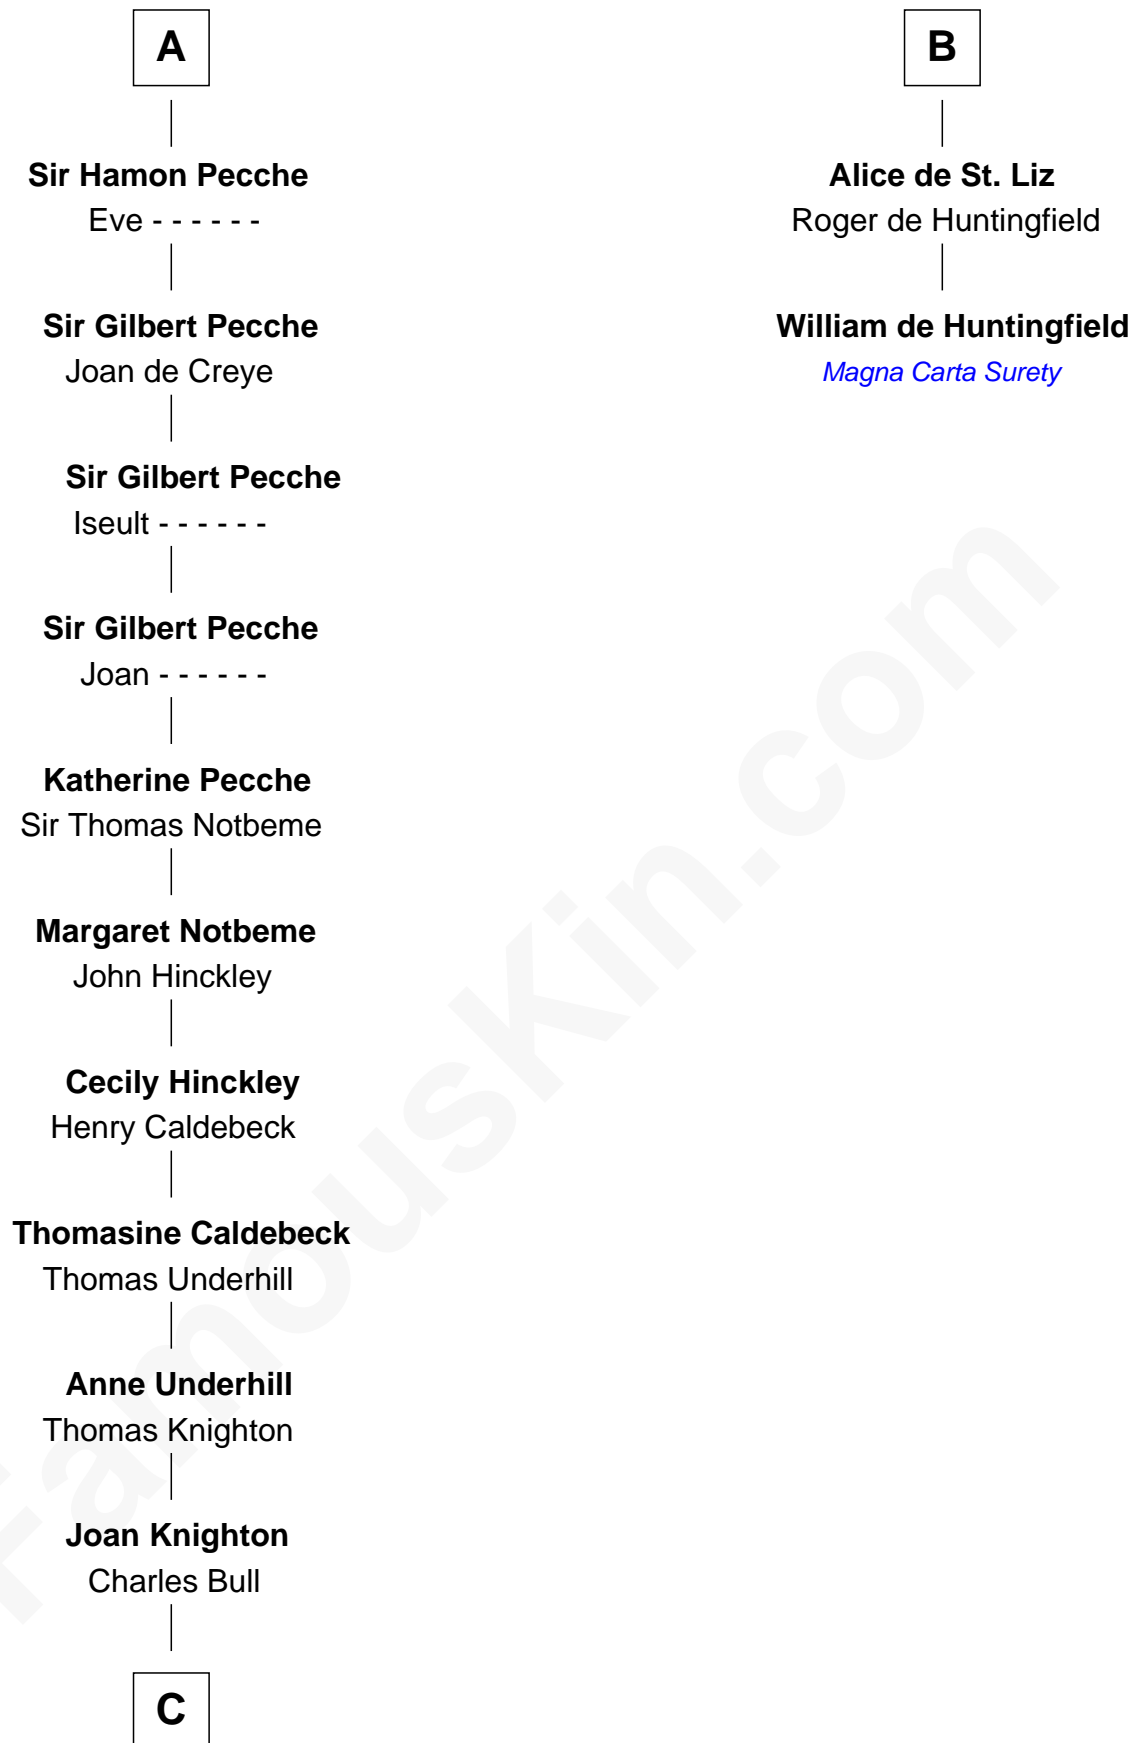 A
Sir Hamon Pecche
Eve - - - - - -
Sir Gilbert Pecche
Joan de Creye
Sir Gilbert Pecche
Iseult - - - - - -
Sir Gilbert Pecche
Joan - - - - - -
Katherine Pecche
Sir Thomas Notbeme
Margaret Notbeme
John Hinckley
Cecily Hinckley
Henry Caldebeck
Thomasine Caldebeck
Thomas Underhill
Anne Underhill
Thomas Knighton
Joan Knighton
Charles Bull
C
B
Alice de St. Liz
Roger de Huntingfield
William de Huntingfield
Magna Carta Surety
FamousKin.com